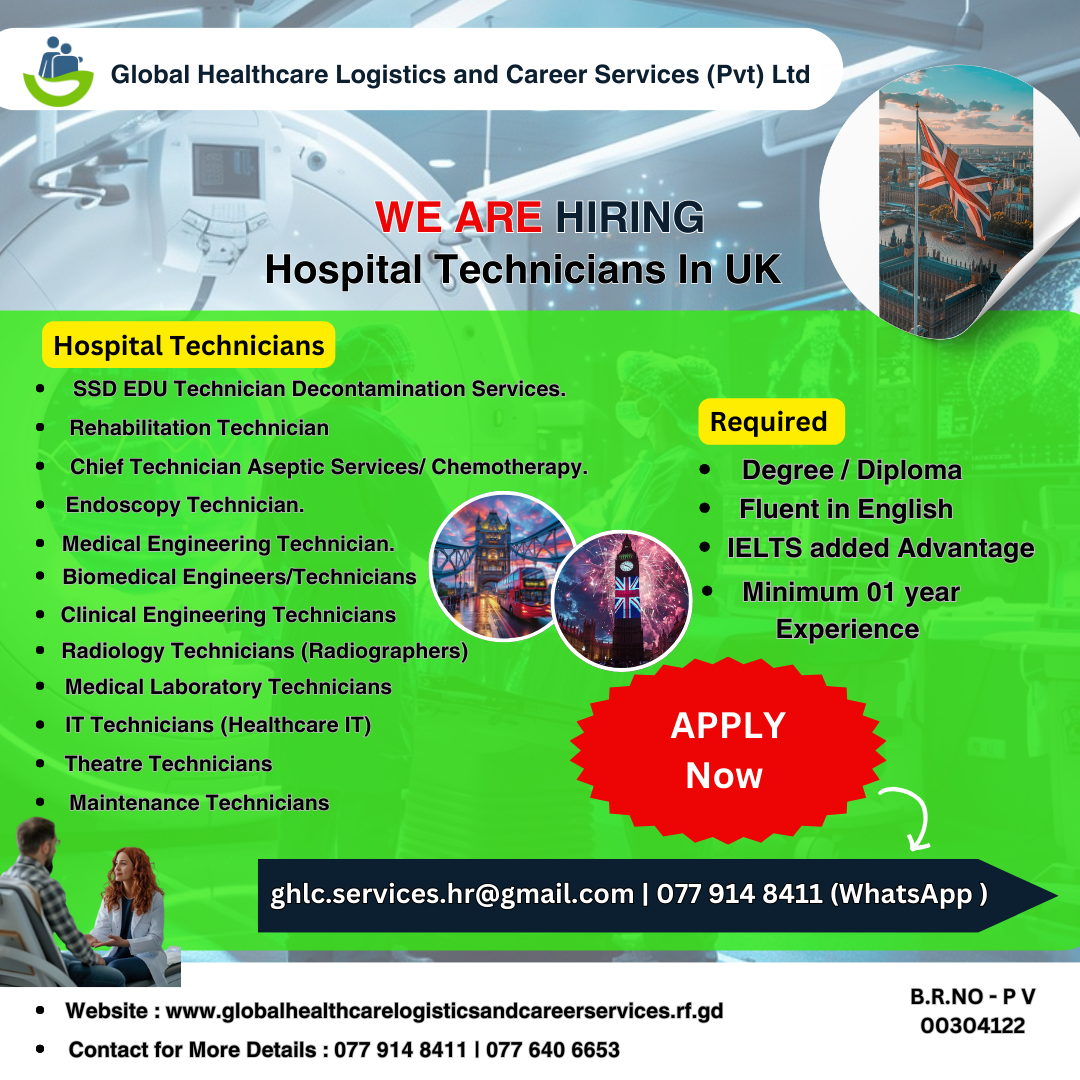 Global Healthcare Logistics and Career Services (Pvt) Ltd
WE ARE HIRING
Hospital Technicians In UK
Hospital Technicians
• SSD EDU Technician Decontamination Services.
• Rehabilitation Technician
• Chief Technician Aseptic Services/ Chemotherapy.
• Endoscopy Technician.
• Medical Engineering Technician.
• Biomedical Engineers/Technicians
• Clinical Engineering Technicians
• Radiology Technicians (Radiographers)
• Medical Laboratory Technicians
• IT Technicians (Healthcare IT)
• Theatre Technicians
• Maintenance Technicians
Required
• Degree / Diploma
• Fluent in English
• IELTS added Advantage
• Minimum 01 year
Experience
APPLY
Now
ghlc.services.hr@gmail.com | 077 914 8411 (WhatsApp )
• Website : www.globalhealthcarelogisticsandcareerservices.rf.gd
• Contact for More Details : 077 914 8411 | 077 640 6653
B.R.NO - P V
00304122